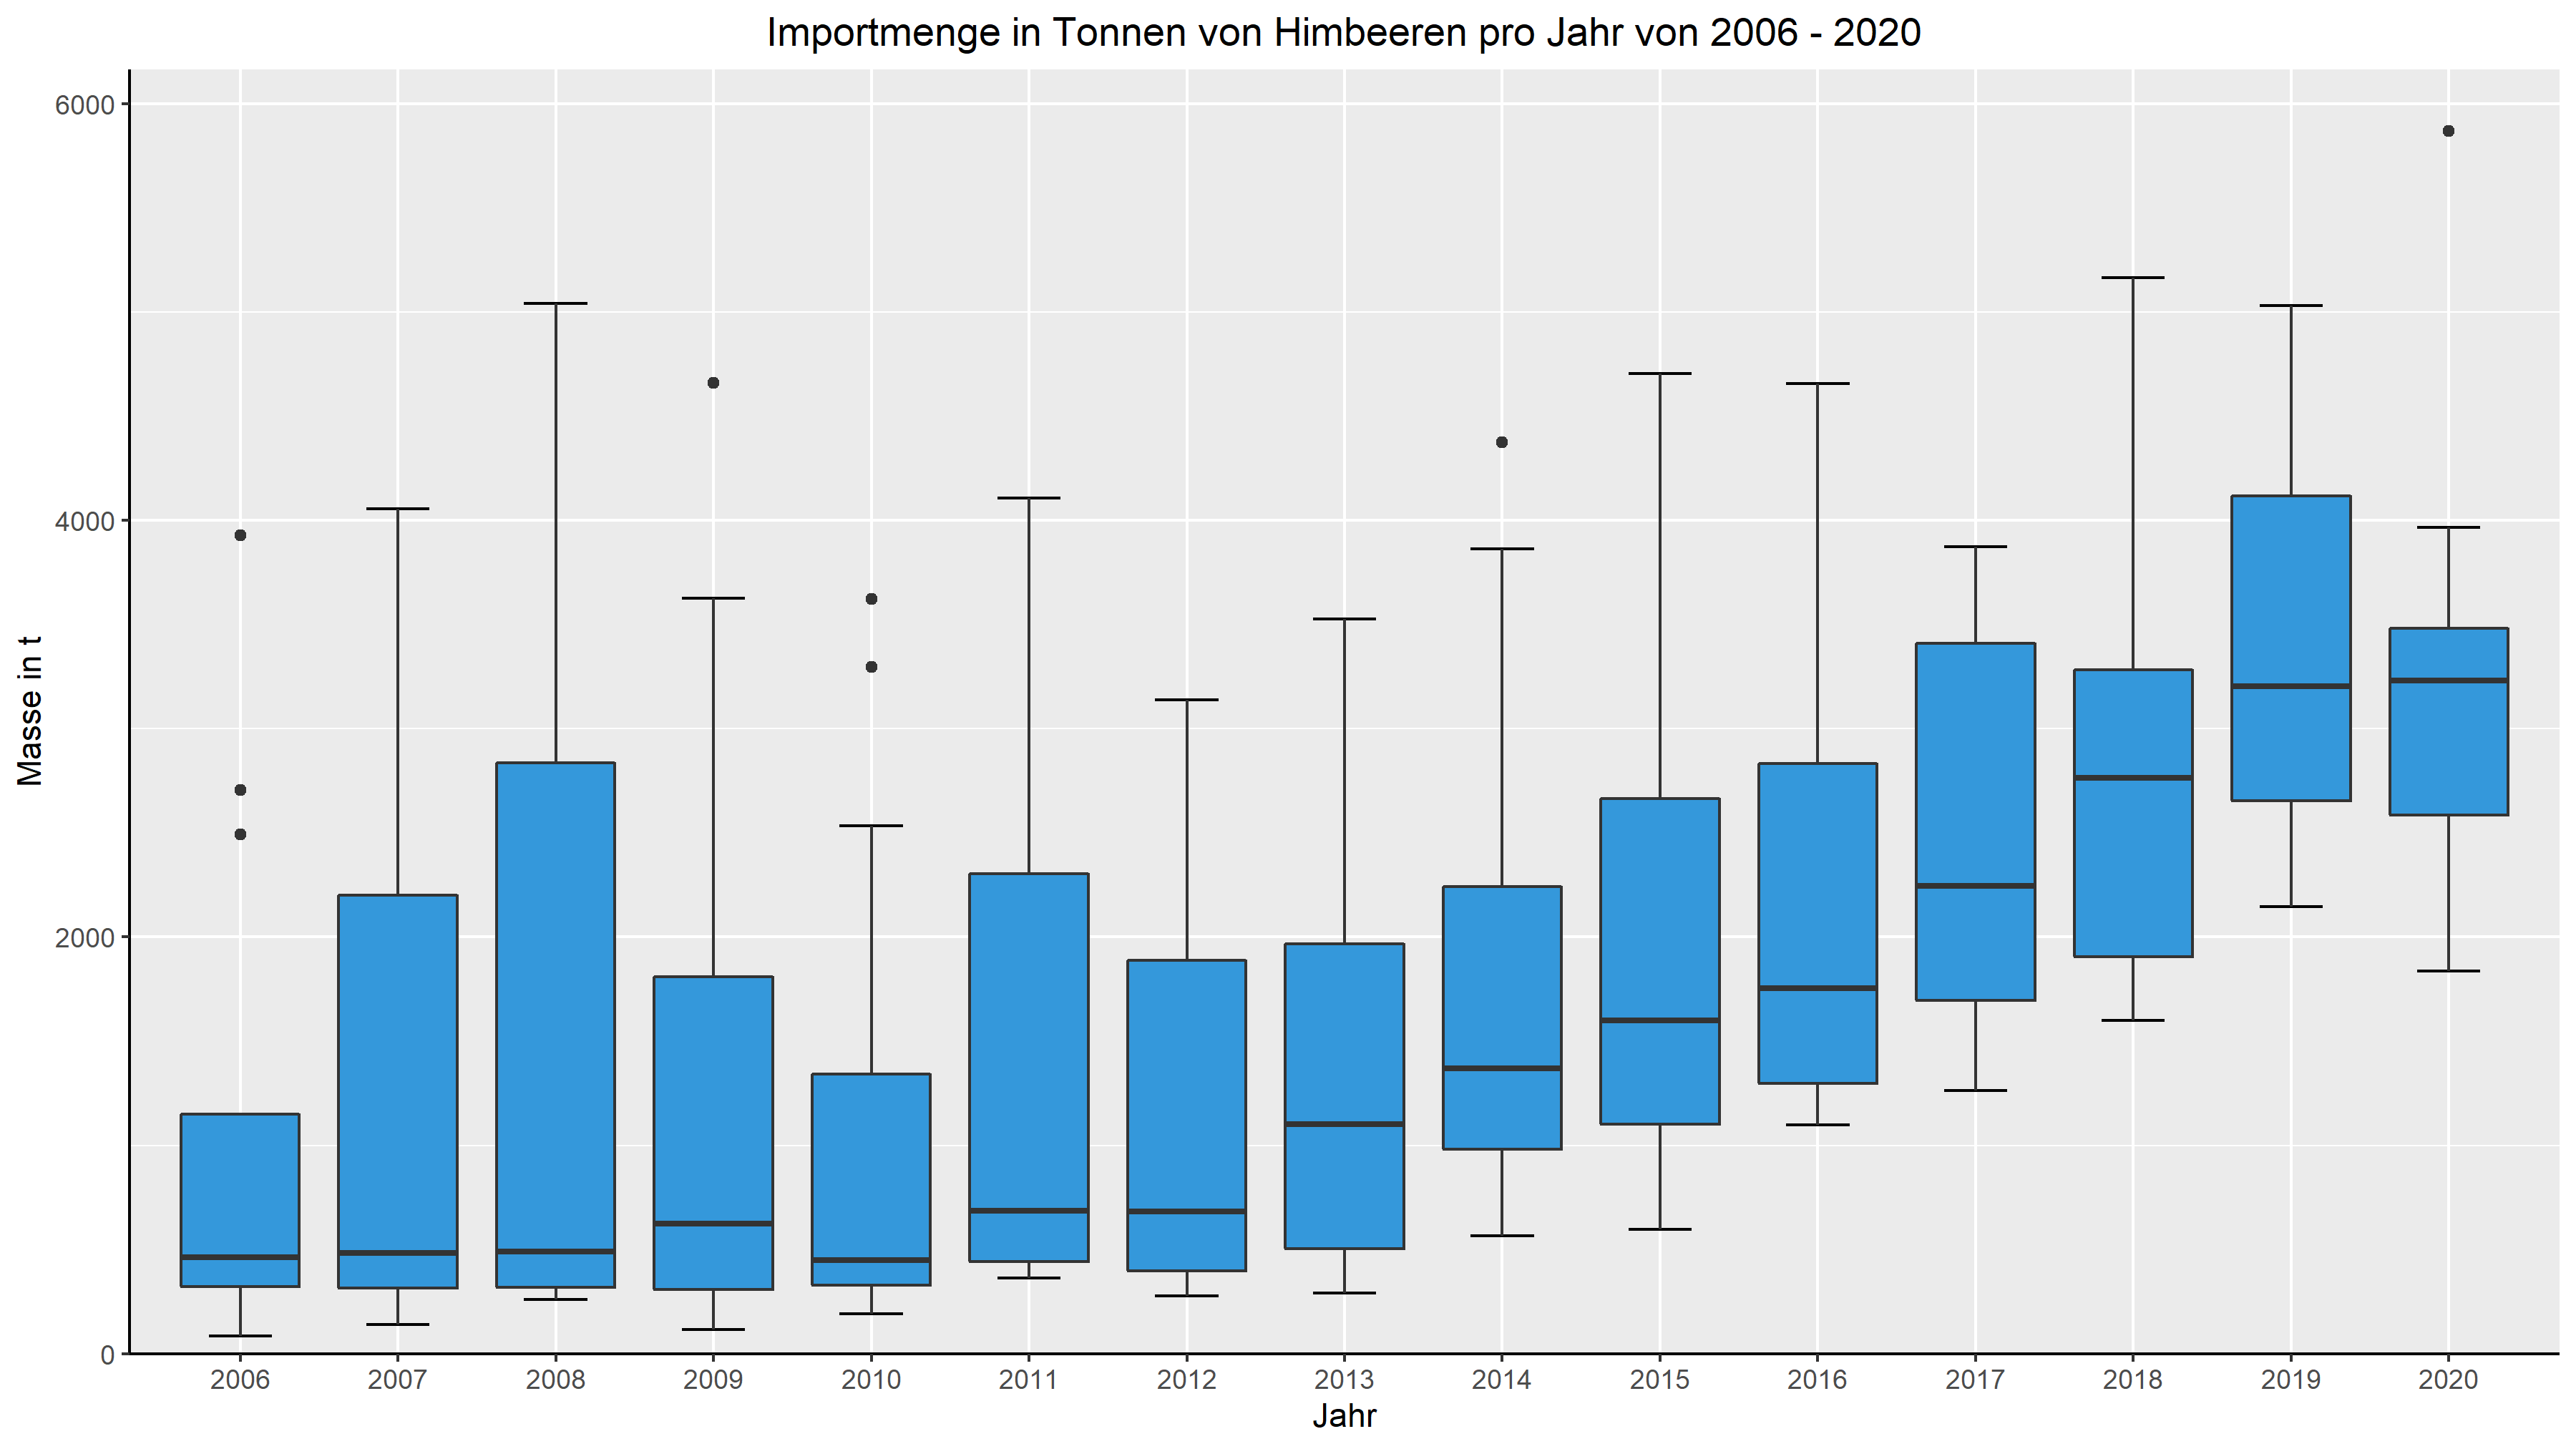 Importmenge in Tonnen von Himbeeren pro Jahr von 2006 - 2020
6000
4000
2000
0
Masse in t
2006 2007 2008 2009 2010 2011 2012 2013 2014 2015 2016 2017 2018 2019 2020
Jahr